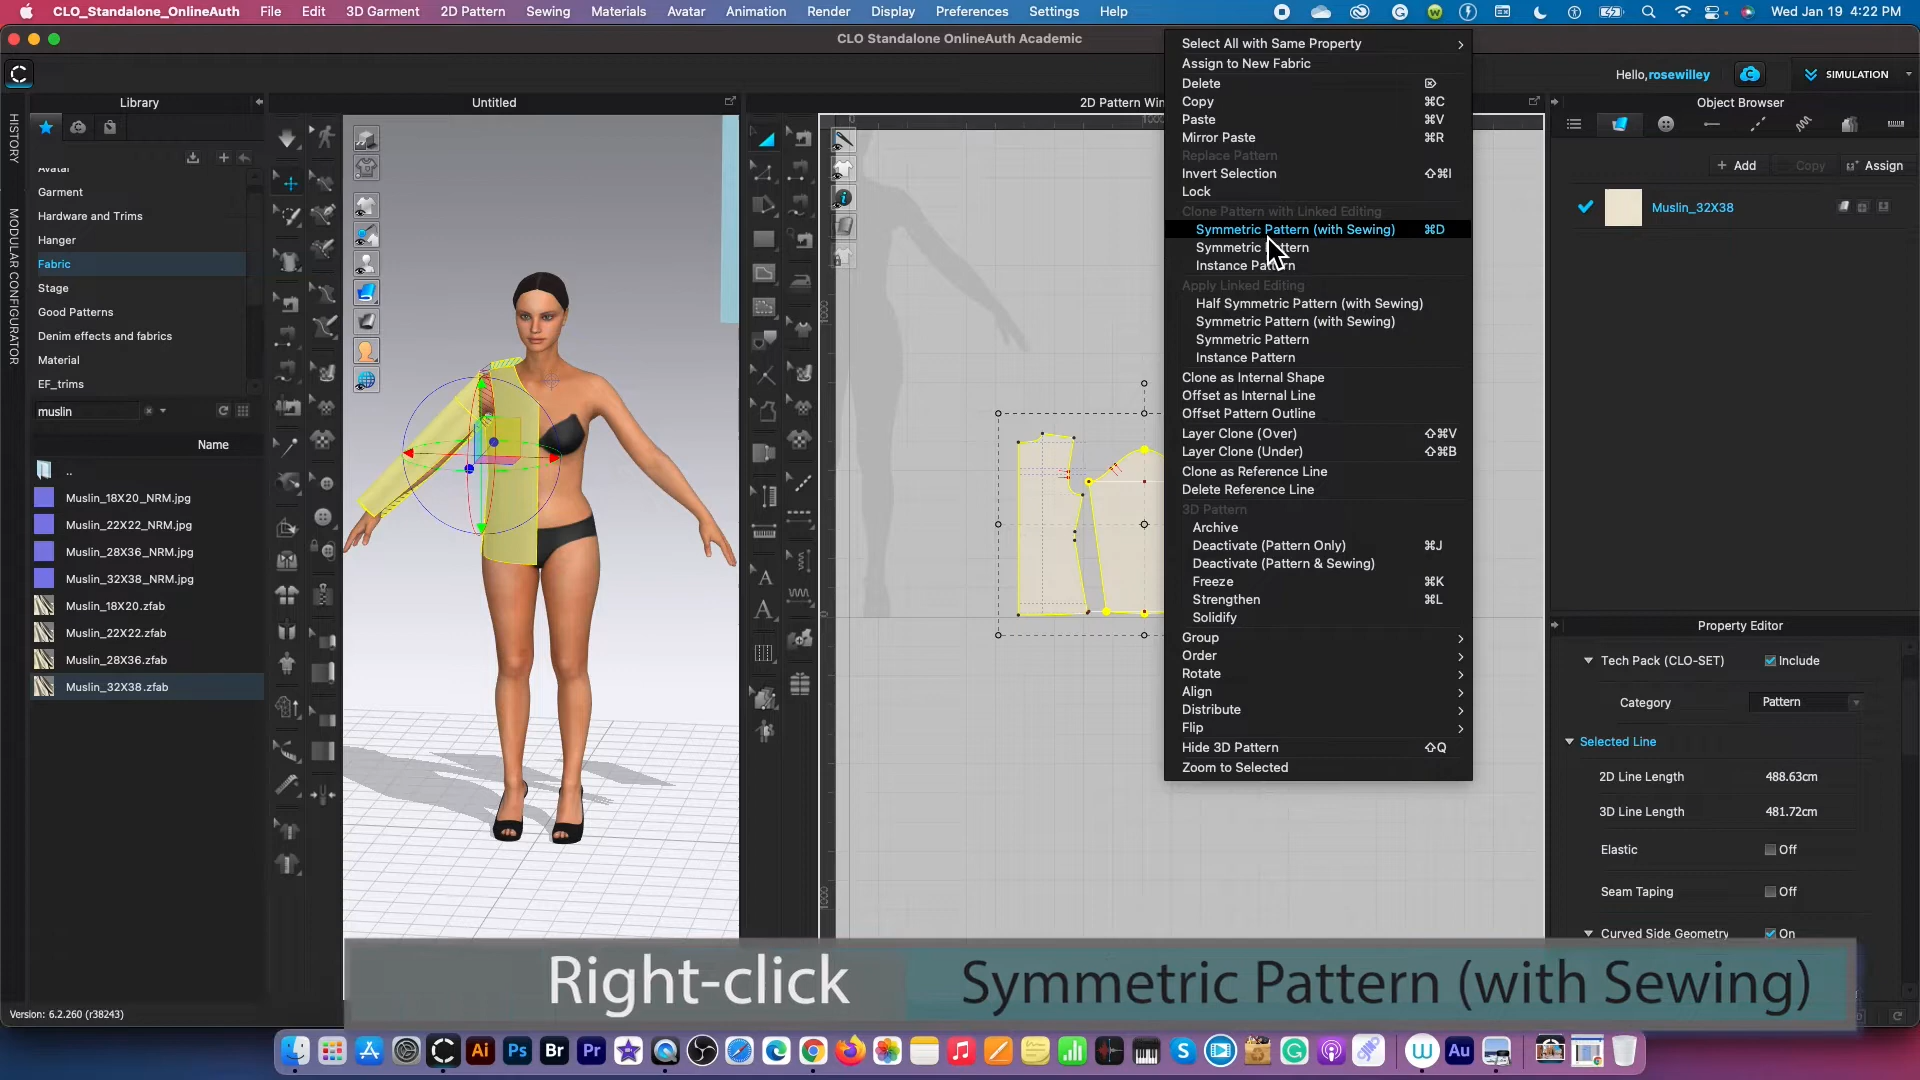 CLO_Standalone_OnlineAuth File Edit 3D Garment 2D Pattern Sewing Materials Avatar Animation Render Display Preferences Settings Help Wed Jan 19 4:22 PM
CLO Standalone OnlineAuth Academic
Hello, rosewilley
SIMULATION
HISTORY
MODULAR CONFIGURATOR
Library
Avatar
Garment
Hardware and Trims
Hanger
Fabric
Stage
Good Patterns
Denim effects and fabrics
Material
EF_trims
muslin
Name
..
Muslin_18X20_NRM.jpg
Muslin_22X22_NRM.jpg
Muslin_28X36_NRM.jpg
Muslin_32X38_NRM.jpg
Muslin_18X20.zfab
Muslin_22X22.zfab
Muslin_28X36.zfab
Muslin_32X38.zfab
Version: 6.2.260 (r38243)
Untitled
2D Pattern Win
Select All with Same Property
Assign to New Fabric
Delete
Copy ⌘C
Paste ⌘V
Mirror Paste ⌘R
Replace Pattern
Invert Selection ⇧⌘I
Lock
Clone Pattern with Linked Editing
Symmetric Pattern (with Sewing) ⌘D
Symmetric Pattern
Instance Pattern
Apply Linked Editing
Half Symmetric Pattern (with Sewing)
Symmetric Pattern (with Sewing)
Symmetric Pattern
Instance Pattern
Clone as Internal Shape
Offset as Internal Line
Offset Pattern Outline
Layer Clone (Over) ⇧⌘V
Layer Clone (Under) ⇧⌘B
Clone as Reference Line
Delete Reference Line
3D Pattern
Archive
Deactivate (Pattern Only) ⌘J
Deactivate (Pattern & Sewing)
Freeze ⌘K
Strengthen ⌘L
Solidify
Group
Order
Rotate
Align
Distribute
Flip
Hide 3D Pattern ⇧Q
Zoom to Selected
Object Browser
+ Add Copy Assign
Muslin_32X38
Property Editor
Tech Pack (CLO-SET) Include
Category Pattern
Selected Line
2D Line Length 488.63cm
3D Line Length 481.72cm
Elastic Off
Seam Taping Off
Curved Side Geometry On
Right-click Symmetric Pattern (with Sewing)